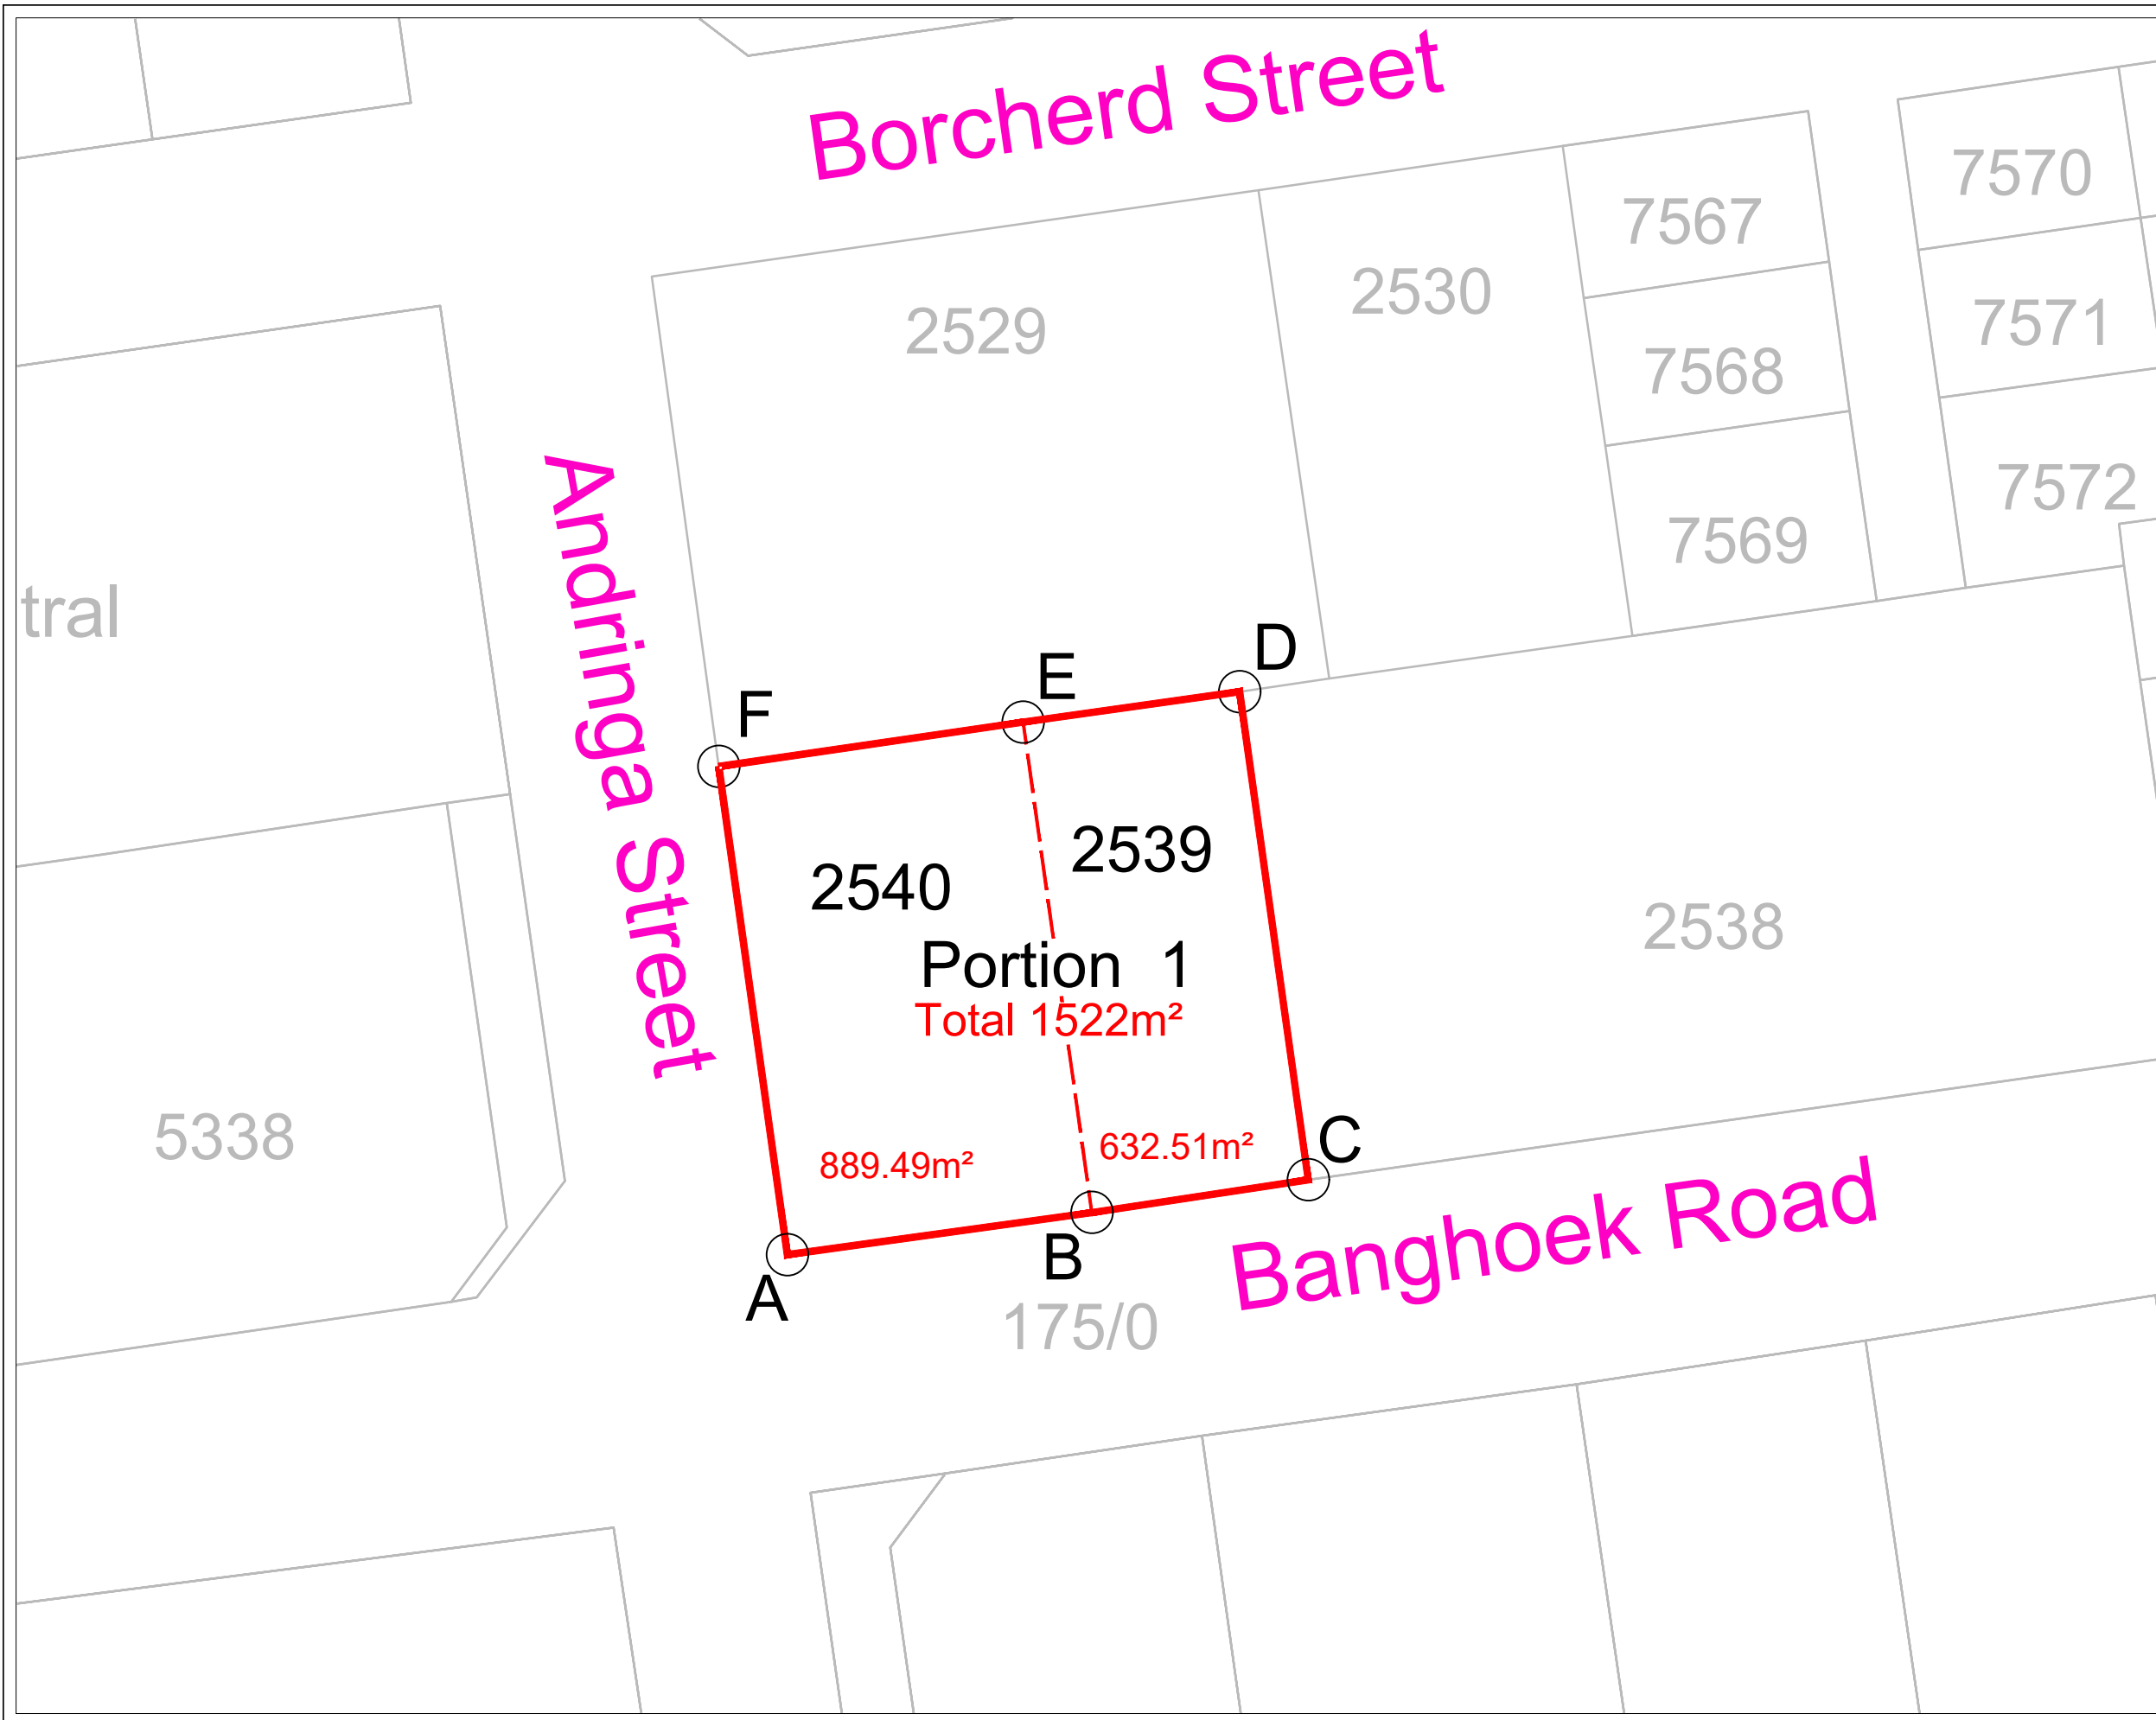 Borcherd Street
7570
7567
2530
2529
7571
7568
7572
7569
Andringa Street
tral
D
E
F
2539
2540
2538
Portion 1
Total 1522m²
5338
C
632.51m²
889.49m²
B
Banghoek Road
A
175/0